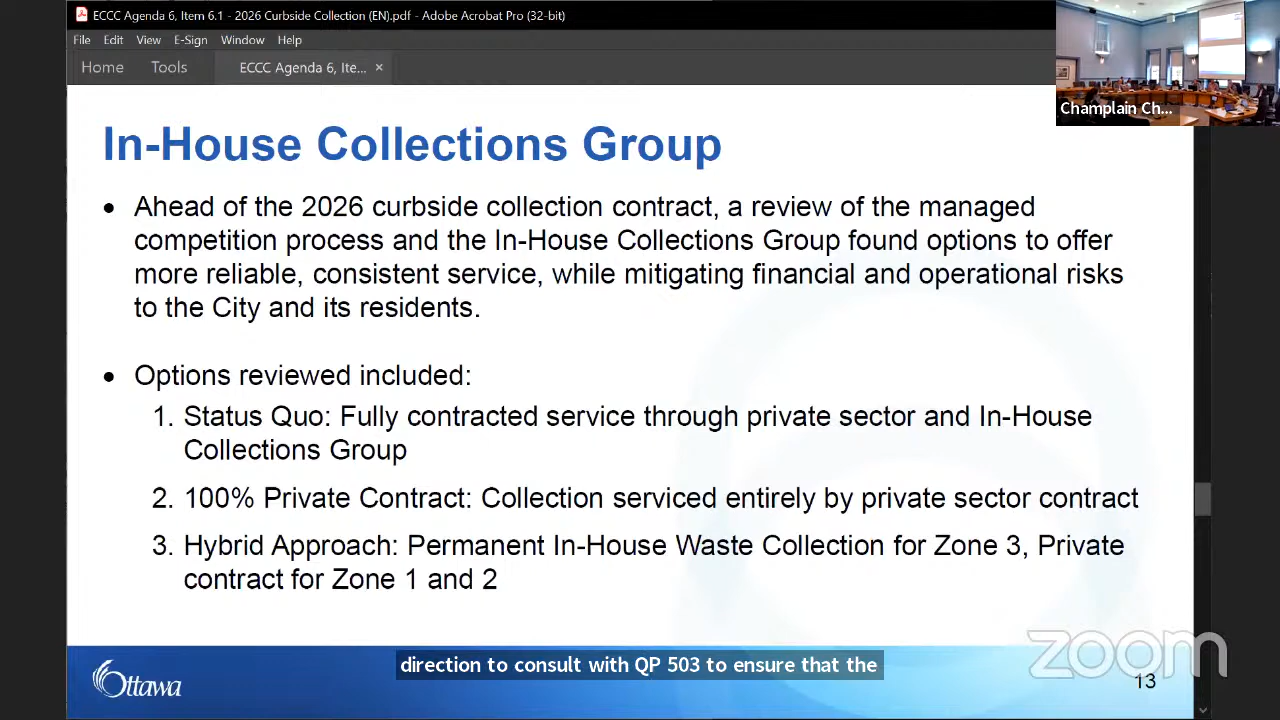 ECCC Agenda 6, Item 6.1 - 2026 Curbside Collection (EN).pdf - Adobe Acrobat Pro (32-bit)
File Edit View E-Sign Window Help
Home Tools ECCC Agenda 6, Ite... ×
Champlain Ch...
In-House Collections Group
• Ahead of the 2026 curbside collection contract, a review of the managed
competition process and the In-House Collections Group found options to offer
more reliable, consistent service, while mitigating financial and operational risks
to the City and its residents.
• Options reviewed included:
1. Status Quo: Fully contracted service through private sector and In-House
Collections Group
2. 100% Private Contract: Collection serviced entirely by private sector contract
3. Hybrid Approach: Permanent In-House Waste Collection for Zone 3, Private
contract for Zone 1 and 2
direction to consult with QP 503 to ensure that the
Ottawa
zoom
13